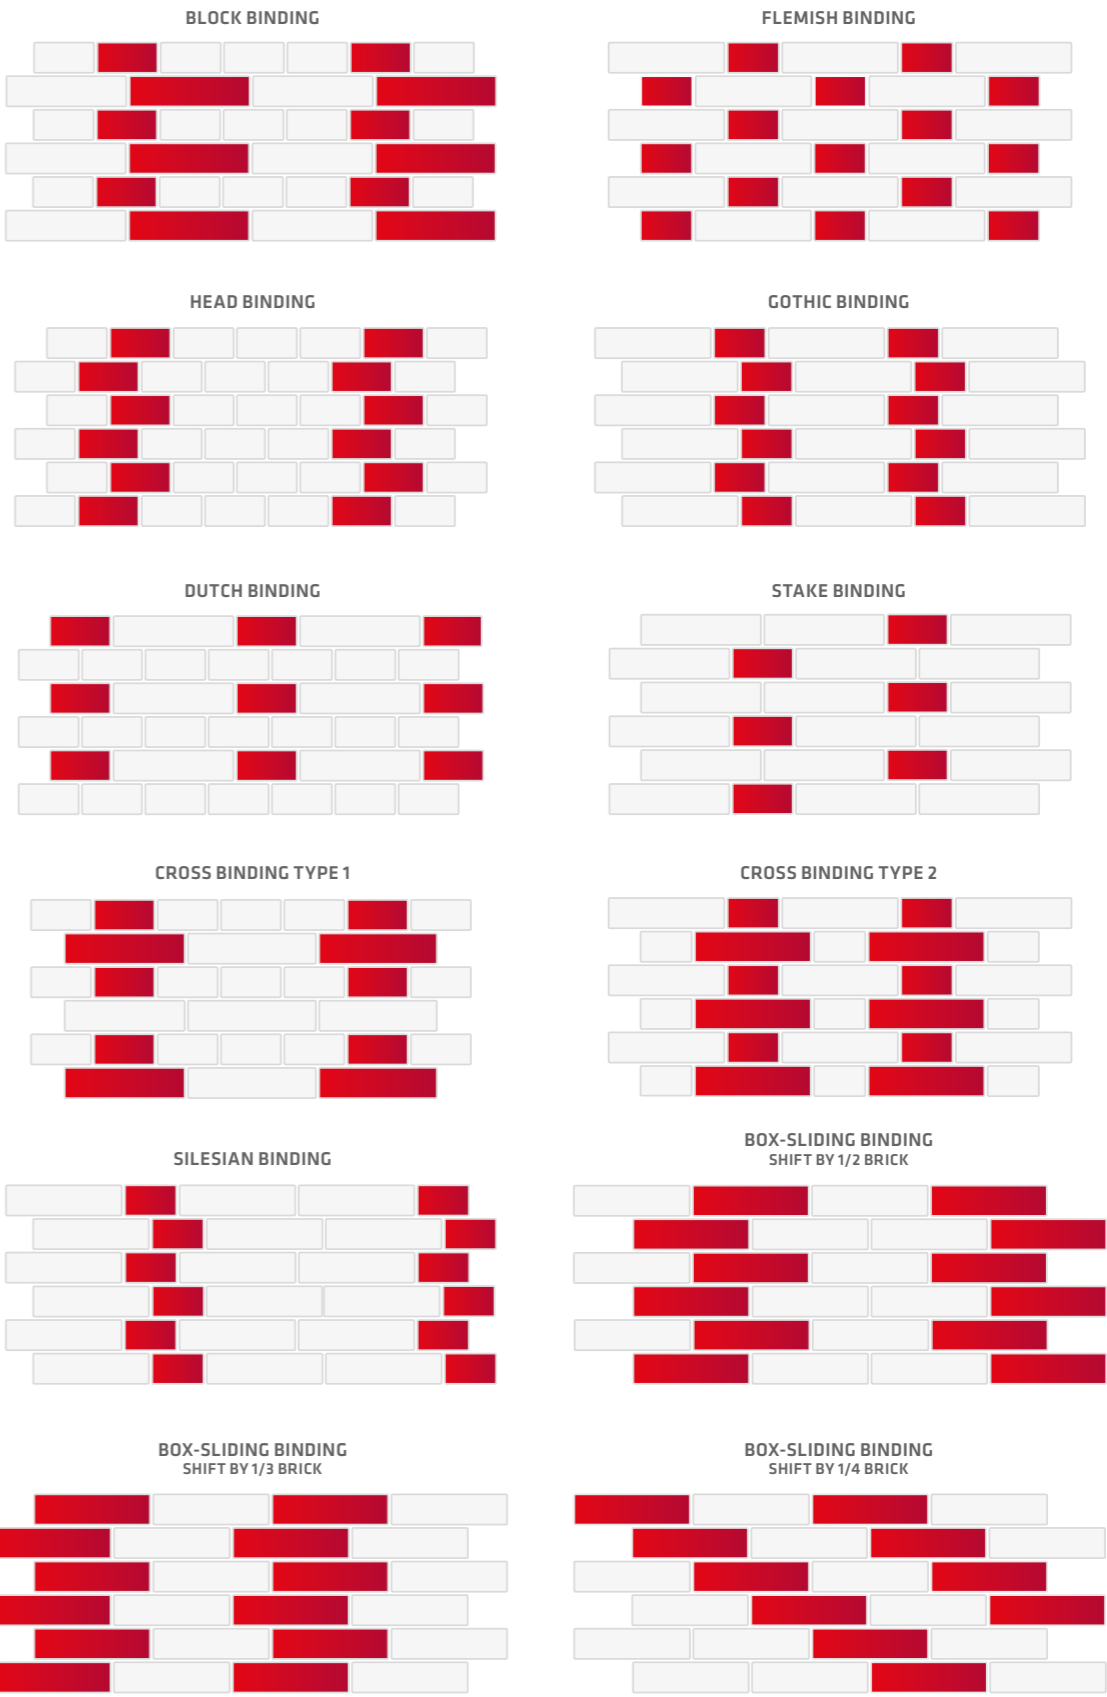 BLOCK BINDING
FLEMISH BINDING
HEAD BINDING
GOTHIC BINDING
DUTCH BINDING
STAKE BINDING
CROSS BINDING TYPE 1
CROSS BINDING TYPE 2
SILESIAN BINDING
BOX-SLIDING BINDING
SHIFT BY 1/2 BRICK
BOX-SLIDING BINDING
SHIFT BY 1/3 BRICK
BOX-SLIDING BINDING
SHIFT BY 1/4 BRICK